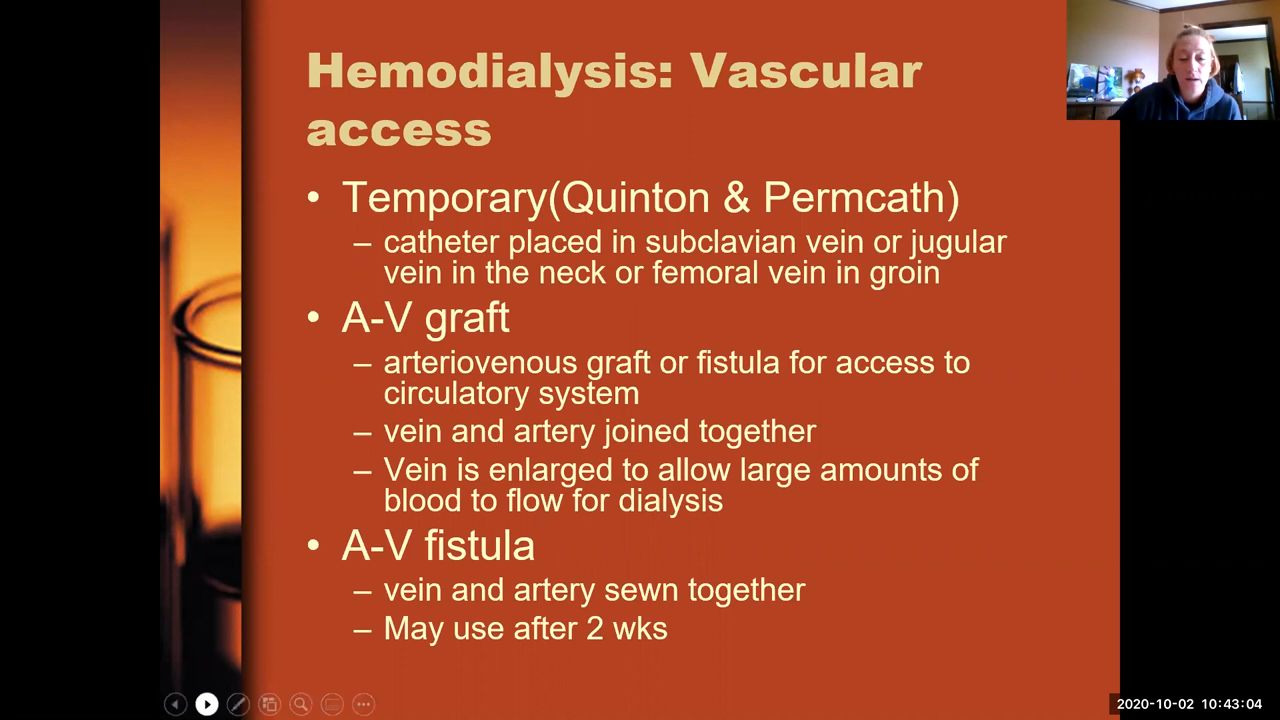 Hemodialysis: Vascular
access
• Temporary(Quinton & Permcath)
– catheter placed in subclavian vein or jugular
vein in the neck or femoral vein in groin
• A-V graft
– arteriovenous graft or fistula for access to
circulatory system
– vein and artery joined together
– Vein is enlarged to allow large amounts of
blood to flow for dialysis
• A-V fistula
– vein and artery sewn together
– May use after 2 wks
2020-10-02 10:43:04